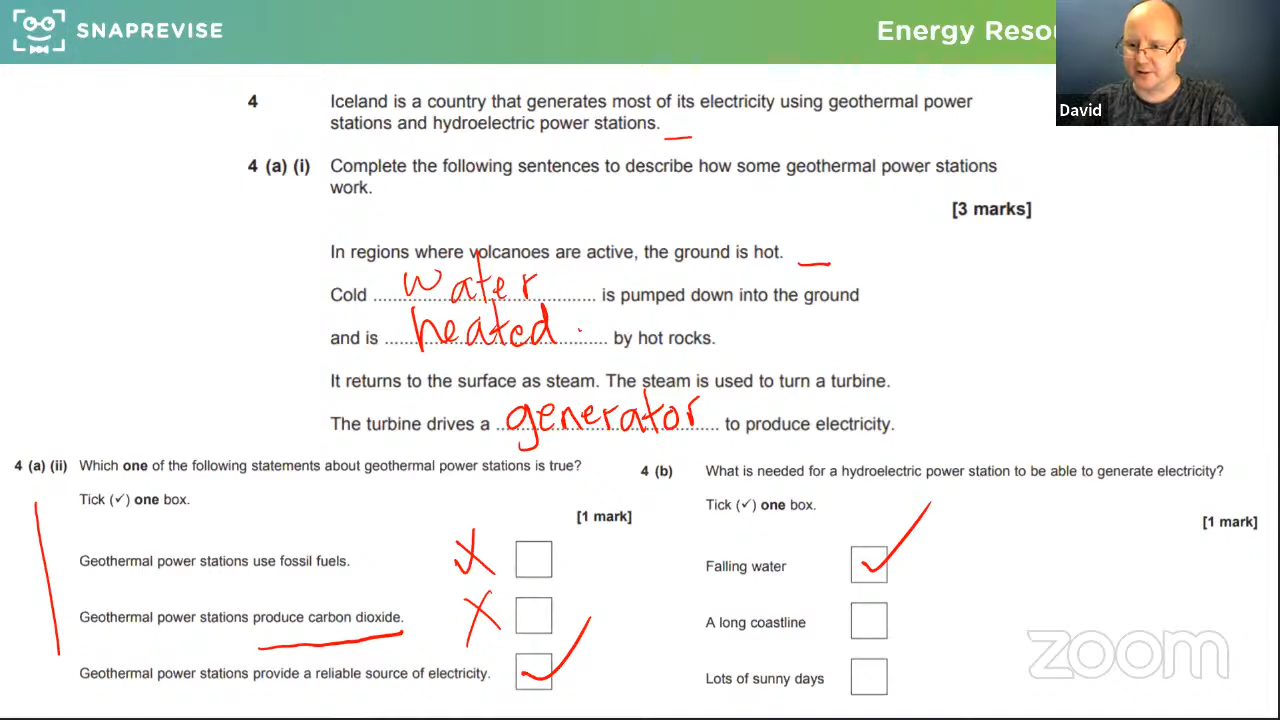 SNAPREVISE
Energy Resou
David
4 Iceland is a country that generates most of its electricity using geothermal power
stations and hydroelectric power stations.
4 (a) (i) Complete the following sentences to describe how some geothermal power stations
work.
[3 marks]
In regions where volcanoes are active, the ground is hot.
Cold water is pumped down into the ground
and is heated by hot rocks.
It returns to the surface as steam. The steam is used to turn a turbine.
The turbine drives a generator to produce electricity.
4 (a) (ii) Which one of the following statements about geothermal power stations is true?
Tick (✓) one box.
[1 mark]
Geothermal power stations use fossil fuels.
Geothermal power stations produce carbon dioxide.
Geothermal power stations provide a reliable source of electricity.
4 (b) What is needed for a hydroelectric power station to be able to generate electricity?
Tick (✓) one box.
[1 mark]
Falling water
A long coastline
Lots of sunny days
zoom